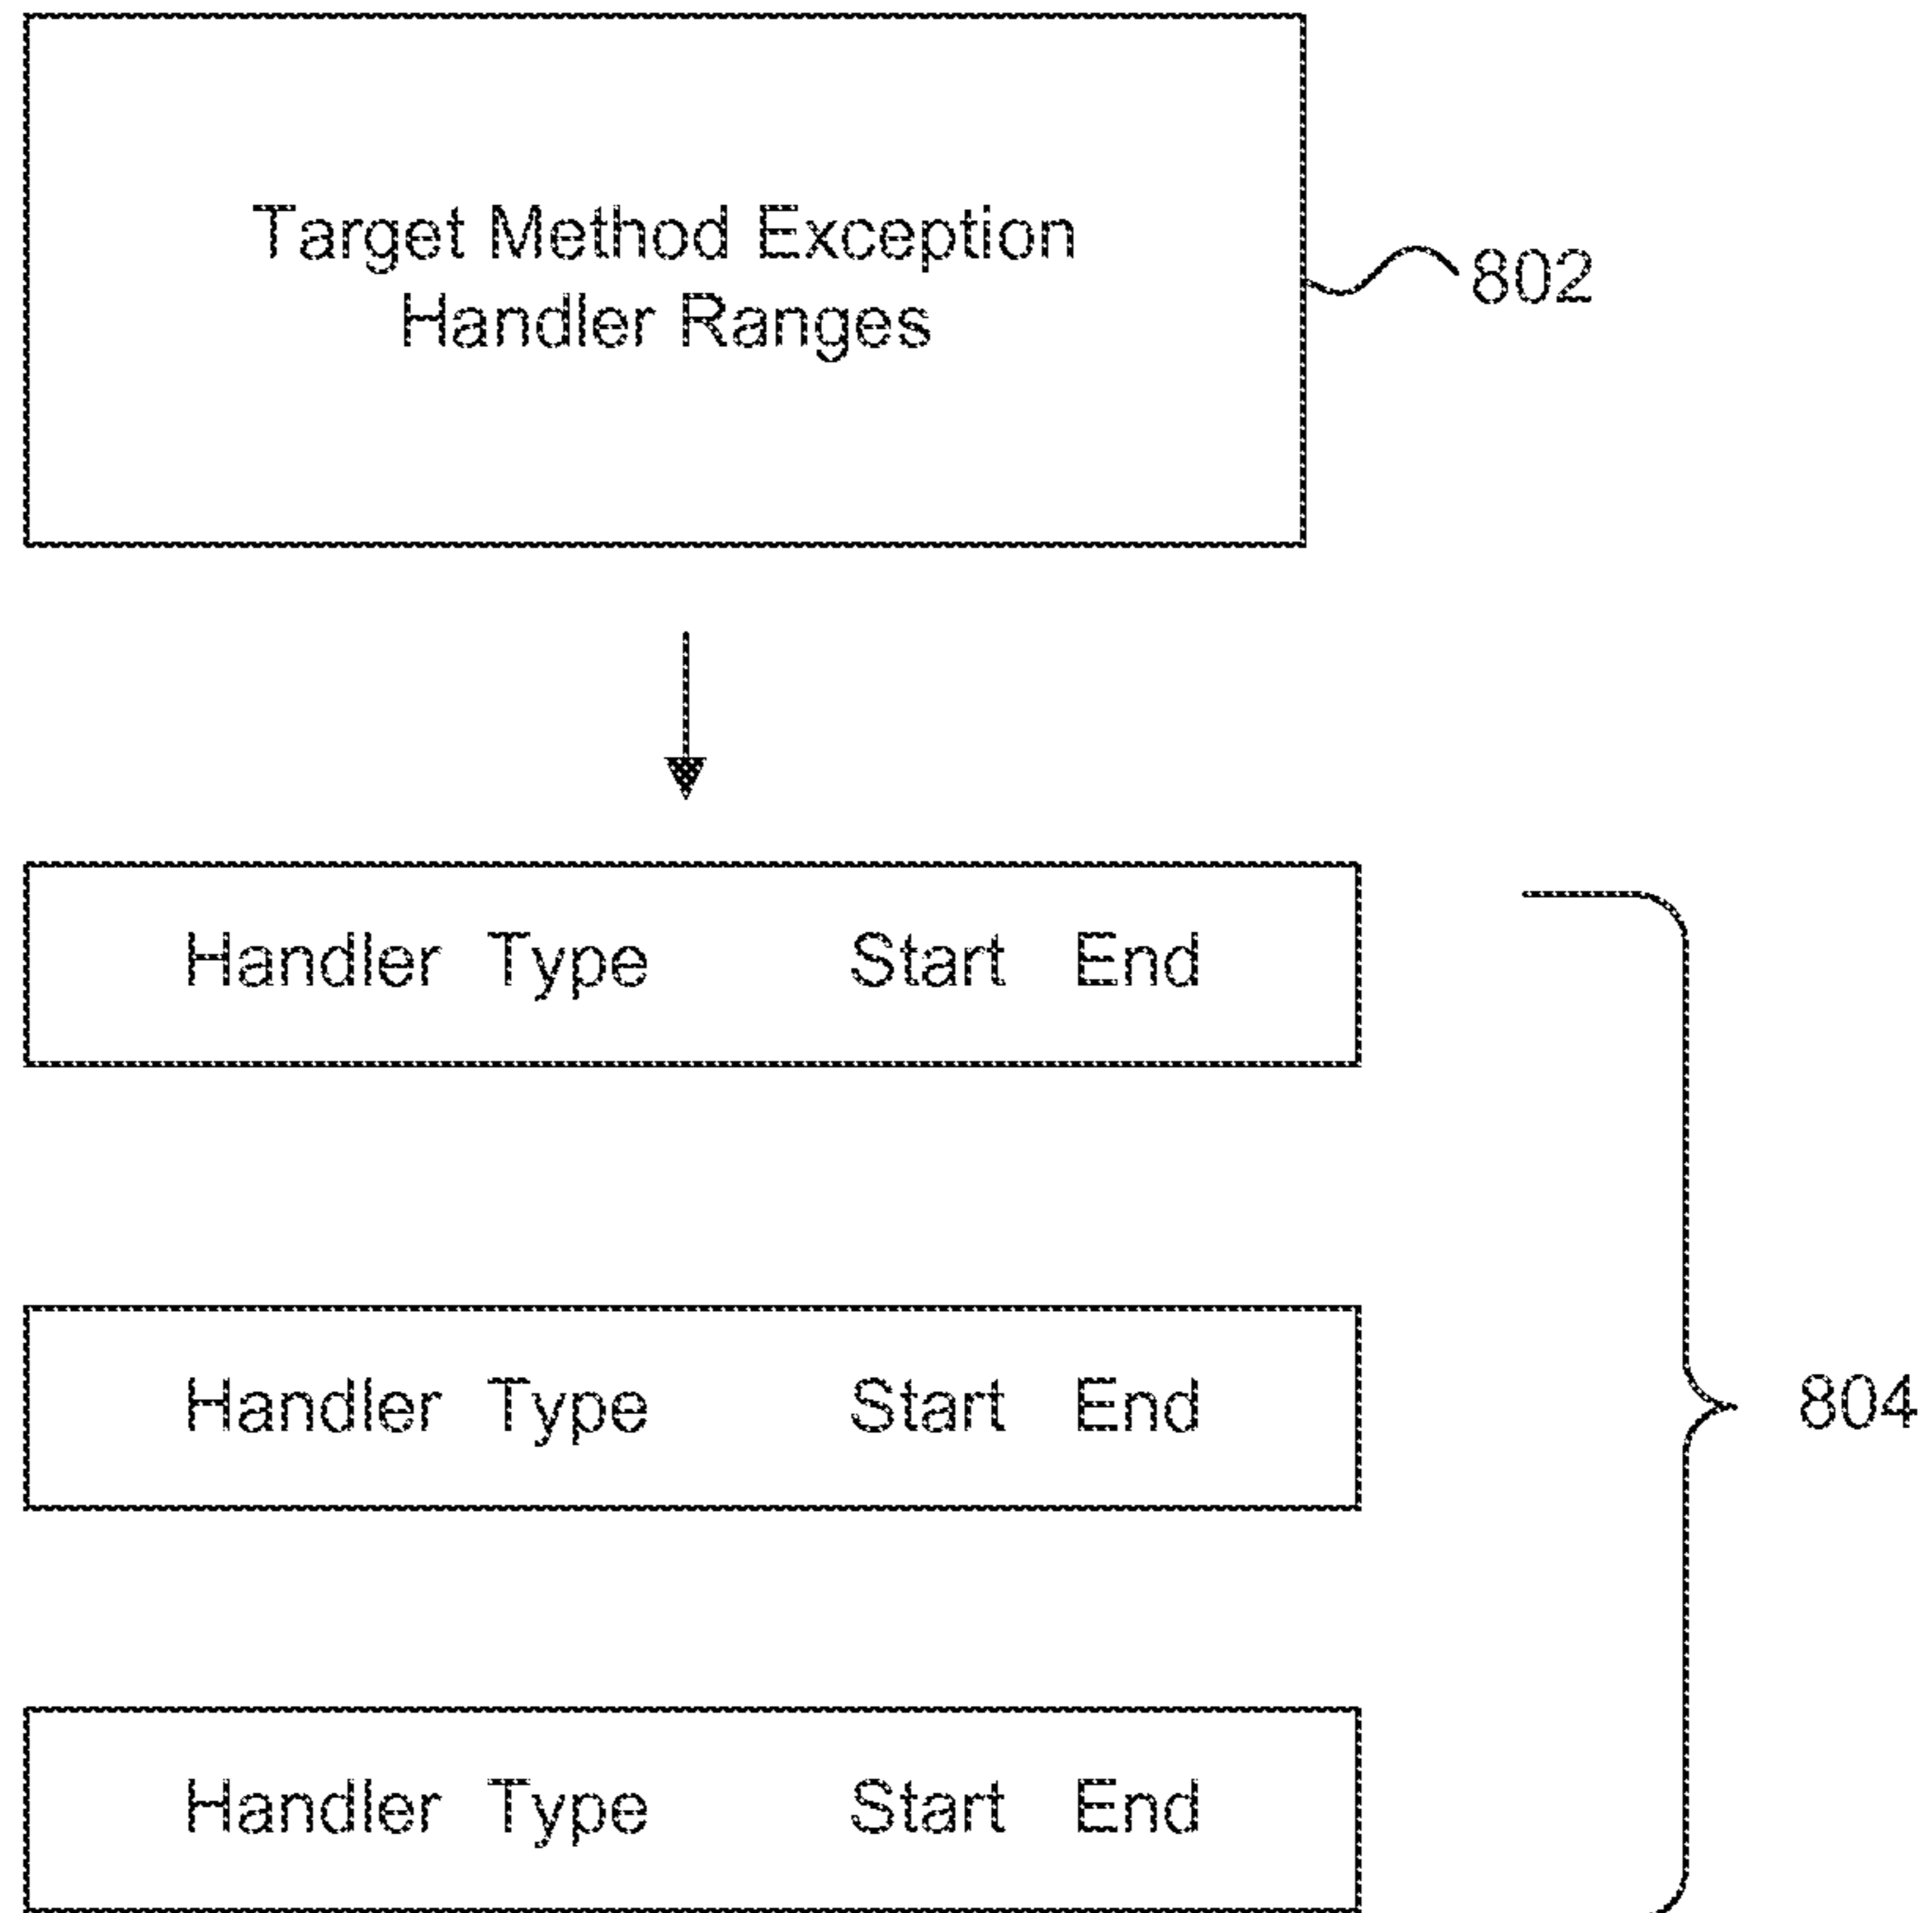 Target Method Exception
Handler Ranges
802
Handler Type Start End
Handler Type Start End
804
Handler Type Start End